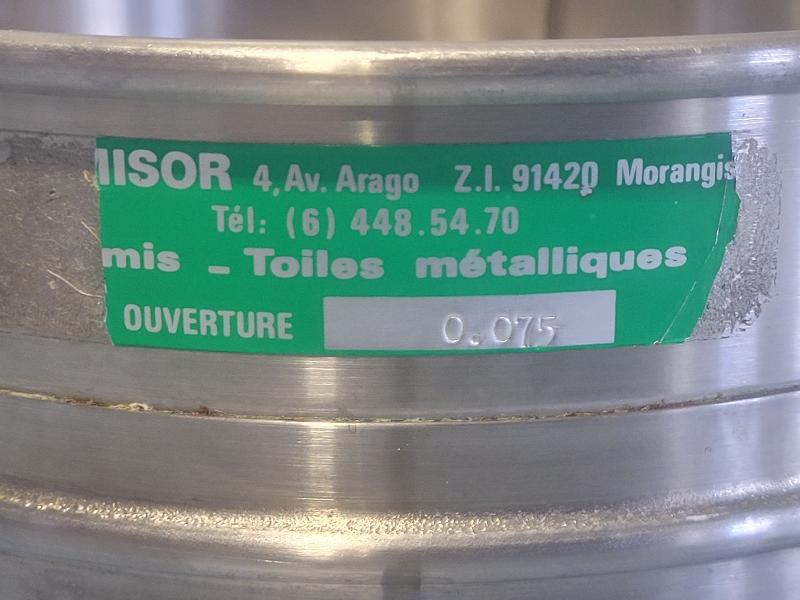 MISOR 4, Av. Arago Z.I. 91420 Morangis
Tél: (6) 448.54.70
mis - Toiles métalliques
OUVERTURE 0.075